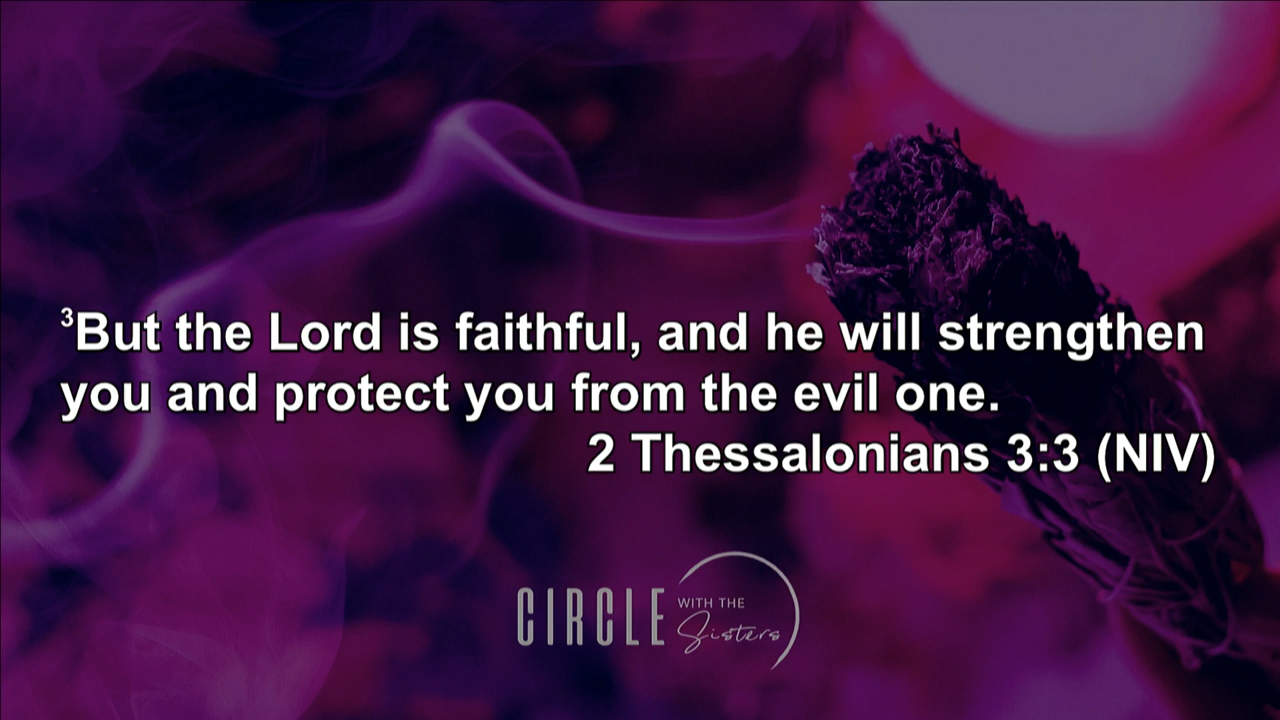 ³But the Lord is faithful, and he will strengthen
you and protect you from the evil one.
2 Thessalonians 3:3 (NIV)
CIRCLE WITH THE
Sisters